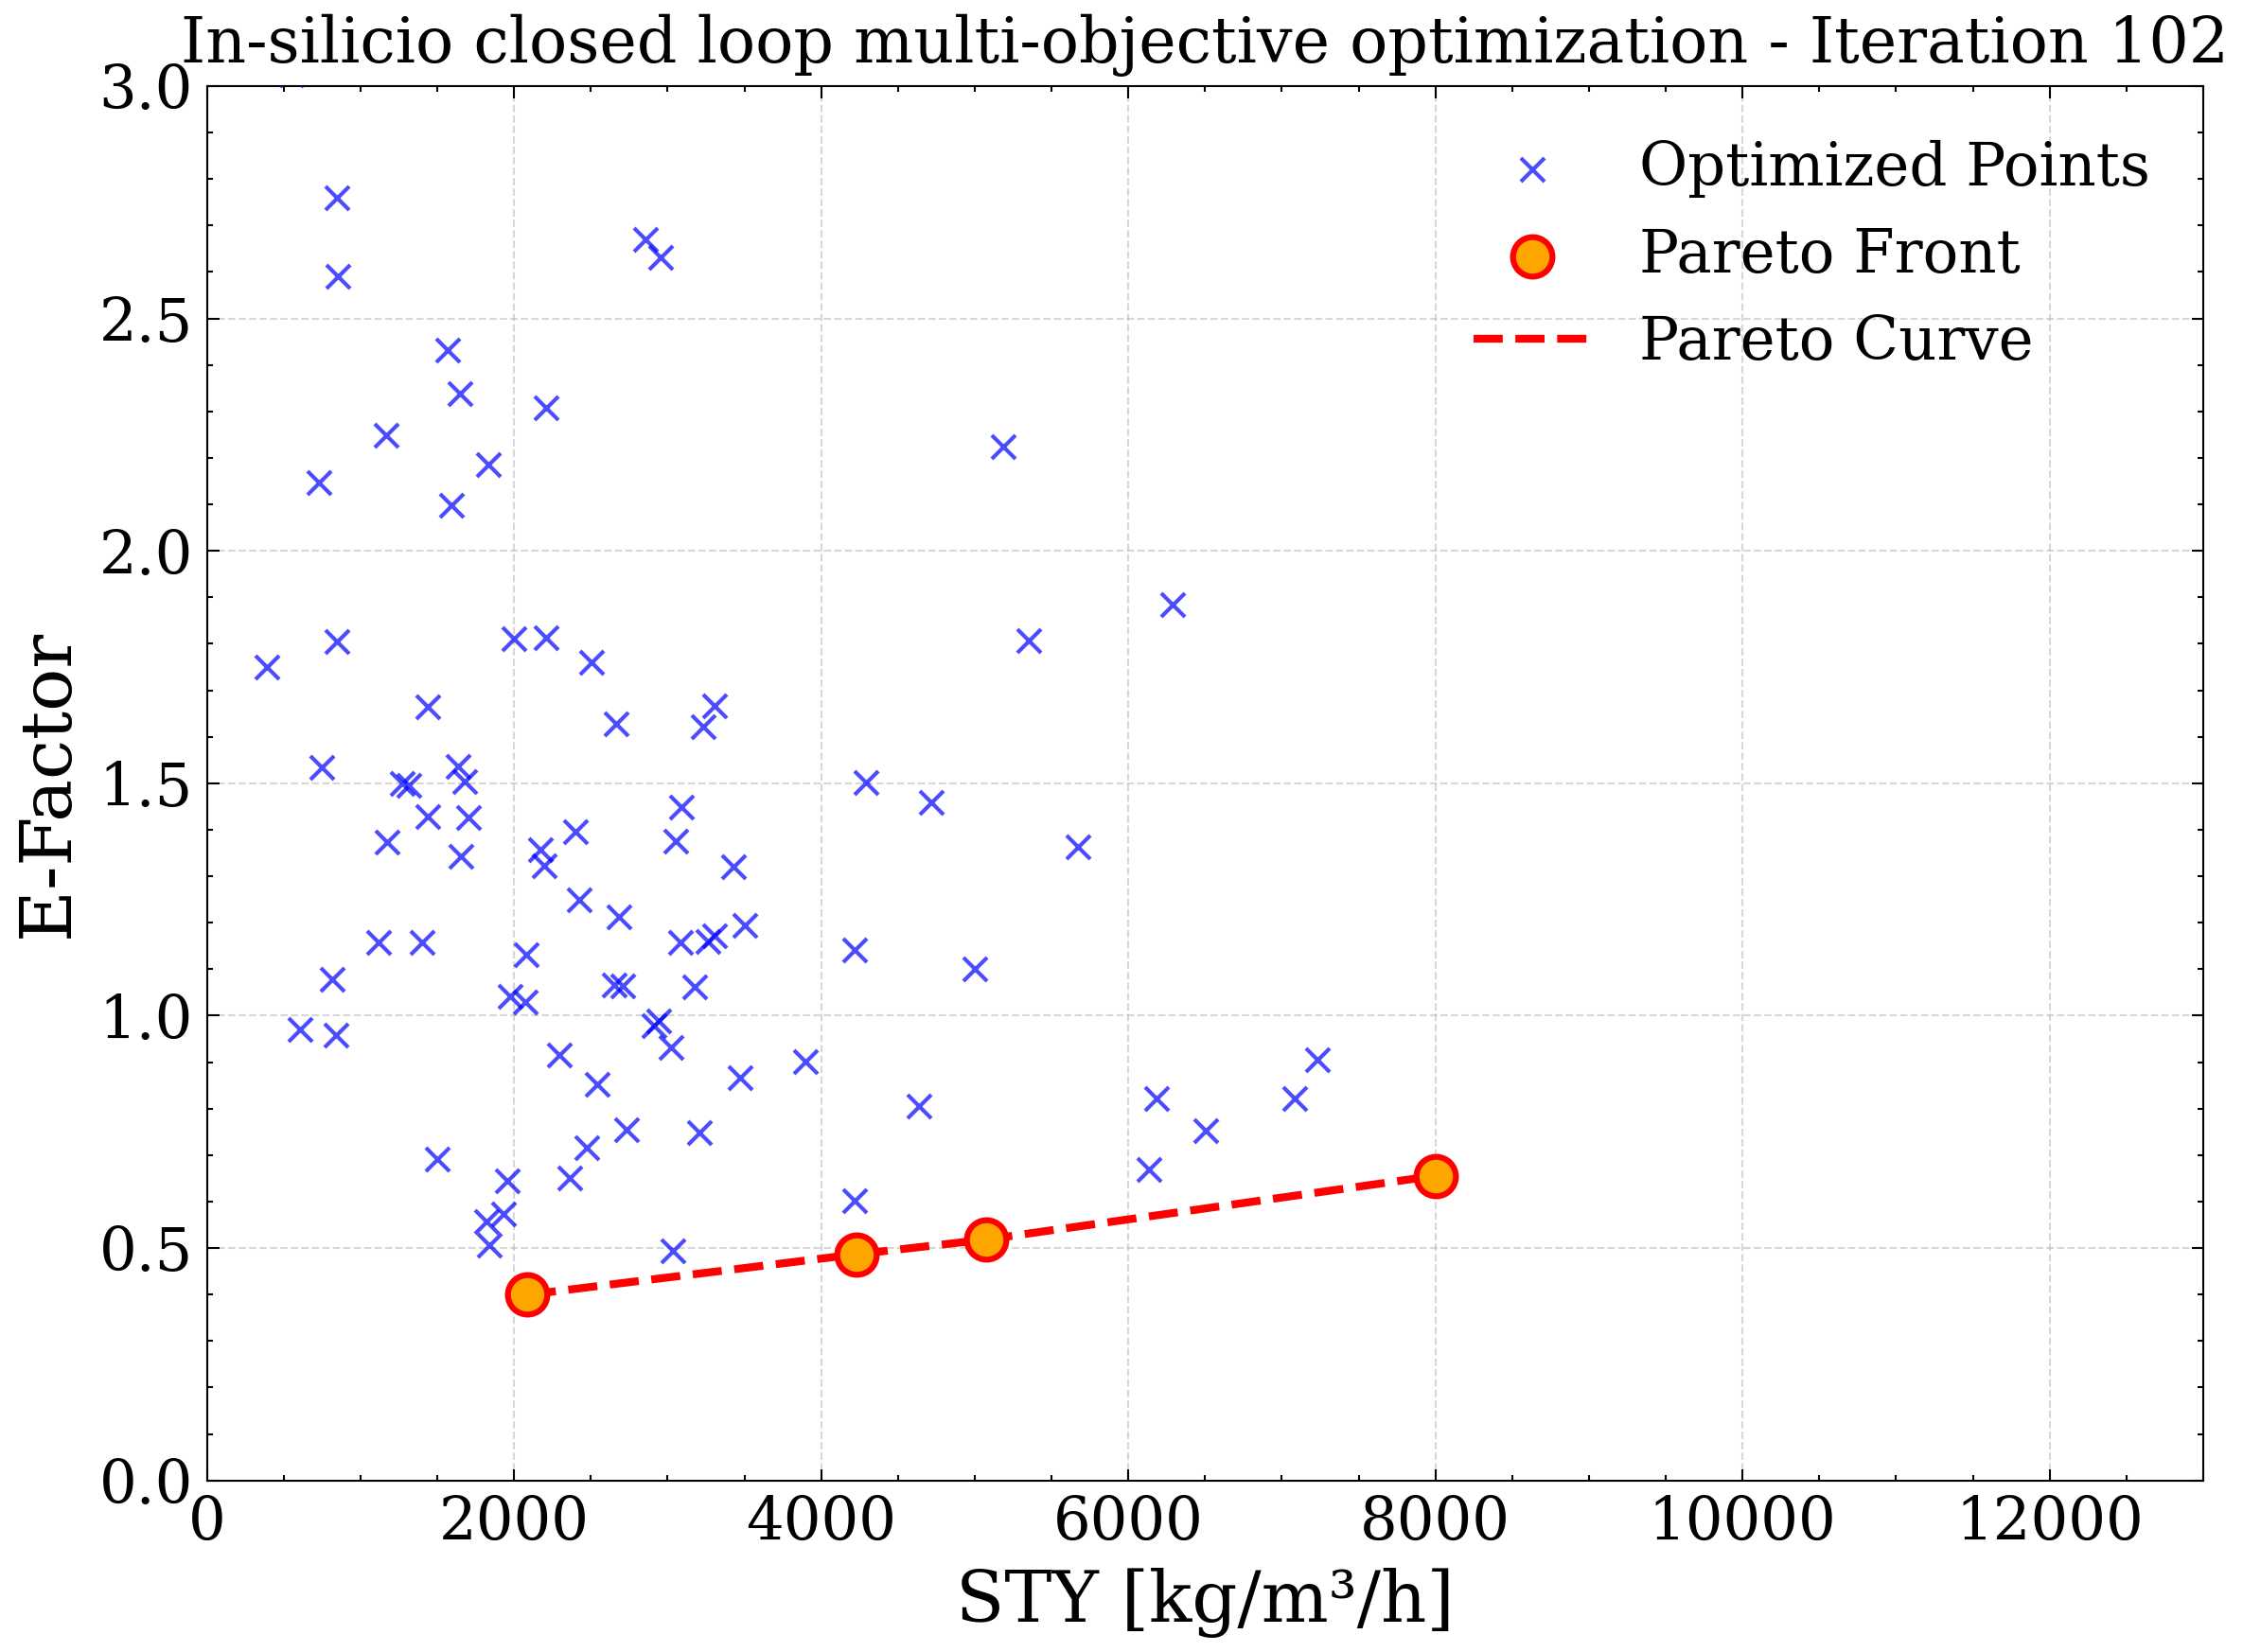 In-silicio closed loop multi-objective optimization - Iteration 102
3.0
2.5
2.0
1.5
1.0
0.5
0.0
E-Factor
Optimized Points
Pareto Front
Pareto Curve
0 2000 4000 6000 8000 10000 12000
STY [kg/m³/h]